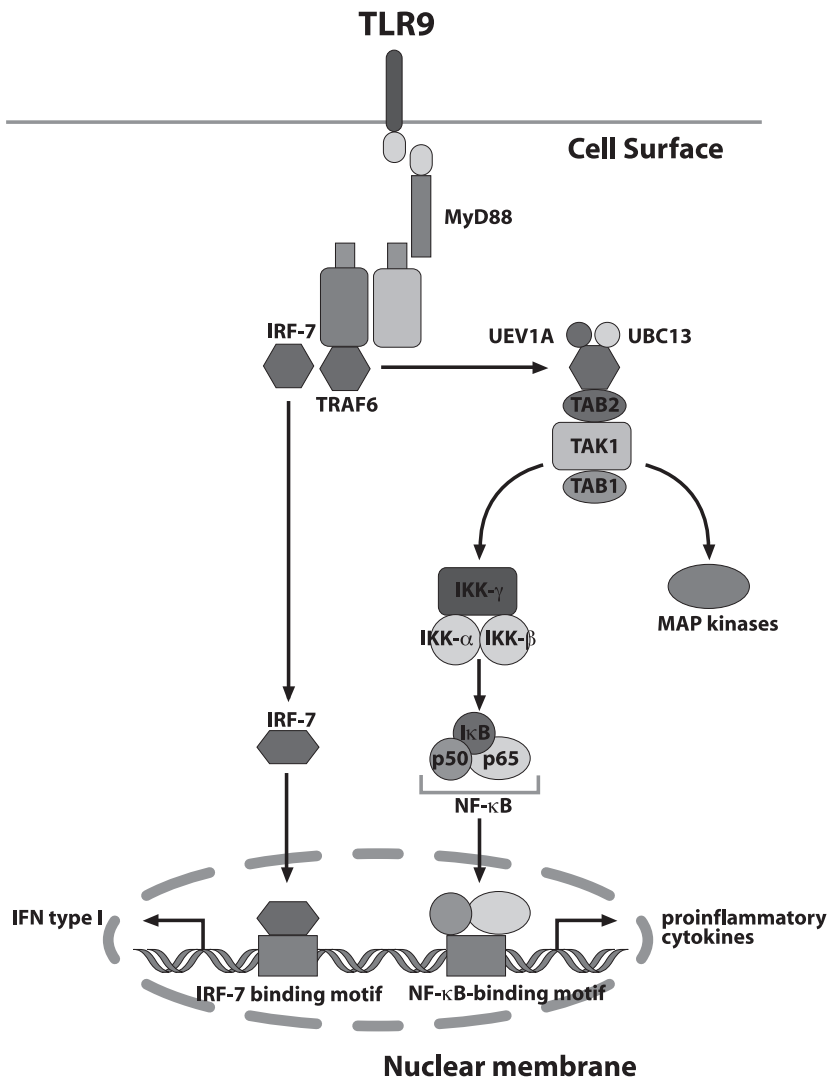 TLR9
Cell Surface
MyD88
IRF-7
TRAF6
UEV1A
UBC13
TAB2
TAK1
TAB1
IKK-γ
IKK-α
IKK-β
MAP kinases
IRF-7
IκB
p50
p65
NF-κB
IFN type I
proinflammatory
cytokines
IRF-7 binding motif
NF-κB-binding motif
Nuclear membrane